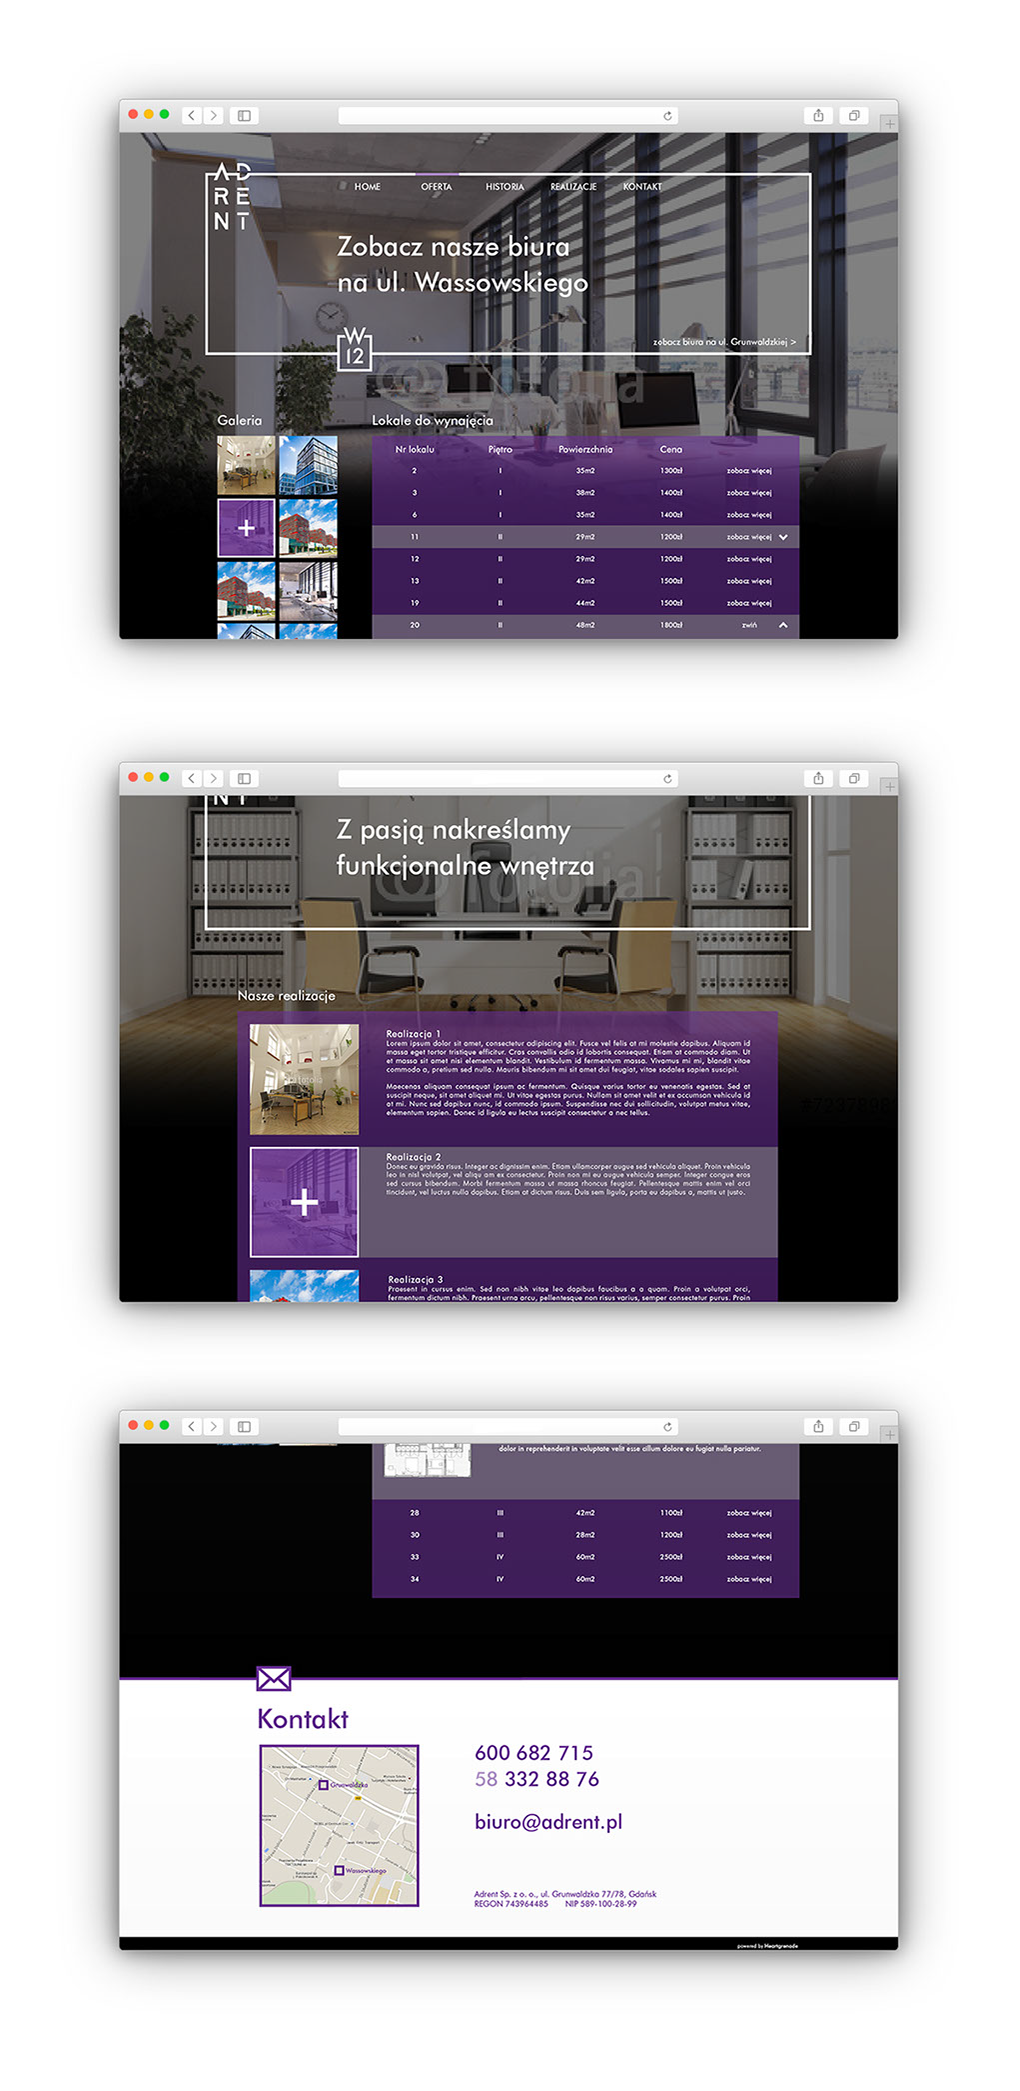 AD
RE
NT
HOME OFERTA HISTORIA REALIZACJE KONTAKT
Zobacz nasze biura
na ul. Wassowskiego
W
12
zobacz biura na ul. Grunwaldzkiej >
fotolia
Galeria
Lokale do wynajęcia
Nr lokalu Piętro Powierzchnia Cena
2 I 35m2 1300zł zobacz więcej
3 I 38m2 1400zł zobacz więcej
6 I 35m2 1400zł zobacz więcej
11 II 29m2 1200zł zobacz więcej
12 II 29m2 1200zł zobacz więcej
13 II 42m2 1500zł zobacz więcej
19 II 44m2 1500zł zobacz więcej
20 II 48m2 1800zł zwiń
NT
Z pasją nakreślamy
funkcjonalne wnętrza
fotolia
Nasze realizacje
Realizacja 1
Lorem ipsum dolor sit amet, consectetur adipiscing elit. Fusce vel felis at mi molestie dapibus. Aliquam id
massa eget tortor tristique efficitur. Cras convallis odio id lobortis consequat. Etiam at commodo diam. Ut
et massa sit amet nisi elementum blandit. Vestibulum id fermentum massa. Vivamus mi mi, blandit vitae
commodo a, pretium sed nulla. Mauris bibendum mi sit amet dui feugiat, vitae sodales sapien suscipit.
Maecenas aliquam consequat ipsum ac fermentum. Quisque varius tortor eu venenatis egestas. Sed at
suscipit neque, sit amet aliquet mi. Ut vitae egestas purus. Nullam sit amet velit et ex accumsan vehicula id
at mi. Nunc sed dapibus nunc, id commodo ipsum. Suspendisse nec dui sollicitudin, volutpat metus vitae,
elementum sapien. Donec id ligula eu lectus suscipit consectetur a nec tellus.
Realizacja 2
Donec eu gravida risus. Integer ac dignissim enim. Etiam ullamcorper augue sed vehicula aliquet. Proin vehicula
leo in nisl volutpat, vel aliqu am ex consectetur. Proin non mi eu augue vehicula semper. Integer congue eros
sed cursus bibendum. Morbi fermentum massa ut massa rhoncus feugiat. Pellentesque mattis enim vel orci
tincidunt, vel luctus nulla dapibus. Etiam at dictum risus. Duis sem ligula, porta eu dapibus a, mattis ut justo.
Realizacja 3
Praesent in cursus enim. Sed non nibh vitae leo dapibus faucibus a a quam. Proin a volutpat orci,
fermentum dictum nibh. Praesent urna arcu, pellentesque non risus varius, semper consectetur purus. Proin
dolor in reprehenderit in voluptate velit esse cillum dolore eu fugiat nulla pariatur.
28 III 42m2 1100zł zobacz więcej
30 III 28m2 1200zł zobacz więcej
33 IV 60m2 2500zł zobacz więcej
34 IV 60m2 2500zł zobacz więcej
Kontakt
Grunwaldzka
Wassowskiego
600 682 715
58 332 88 76
biuro@adrent.pl
Adrent Sp. z o. o., ul. Grunwaldzka 77/78, Gdańsk
REGON 743964485 NIP 589-100-28-99
powered by Heartgrenade